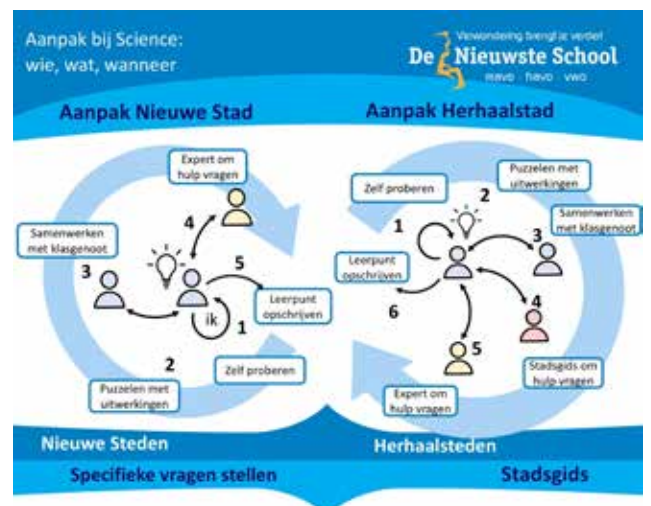 Aanpak bij Science:
wie, wat, wanneer
Verwondering brengt je verder!
De Nieuwste School
mavo havo vwo
Aanpak Nieuwe Stad
Expert om
hulp vragen
4
Samenwerken
met klasgenoot
3
5
Leerpunt
opschrijven
ik
1
2
Zelf proberen
Puzzelen met
uitwerkingen
Aanpak Herhaalstad
Puzzelen met
uitwerkingen
Zelf proberen
2
1
Samenwerken
met klasgenoot
3
Leerpunt
opschrijven
6
4
5
Stadsgids om
hulp vragen
Expert om
hulp vragen
Nieuwe Steden
Herhaalsteden
Specifieke vragen stellen
Stadsgids